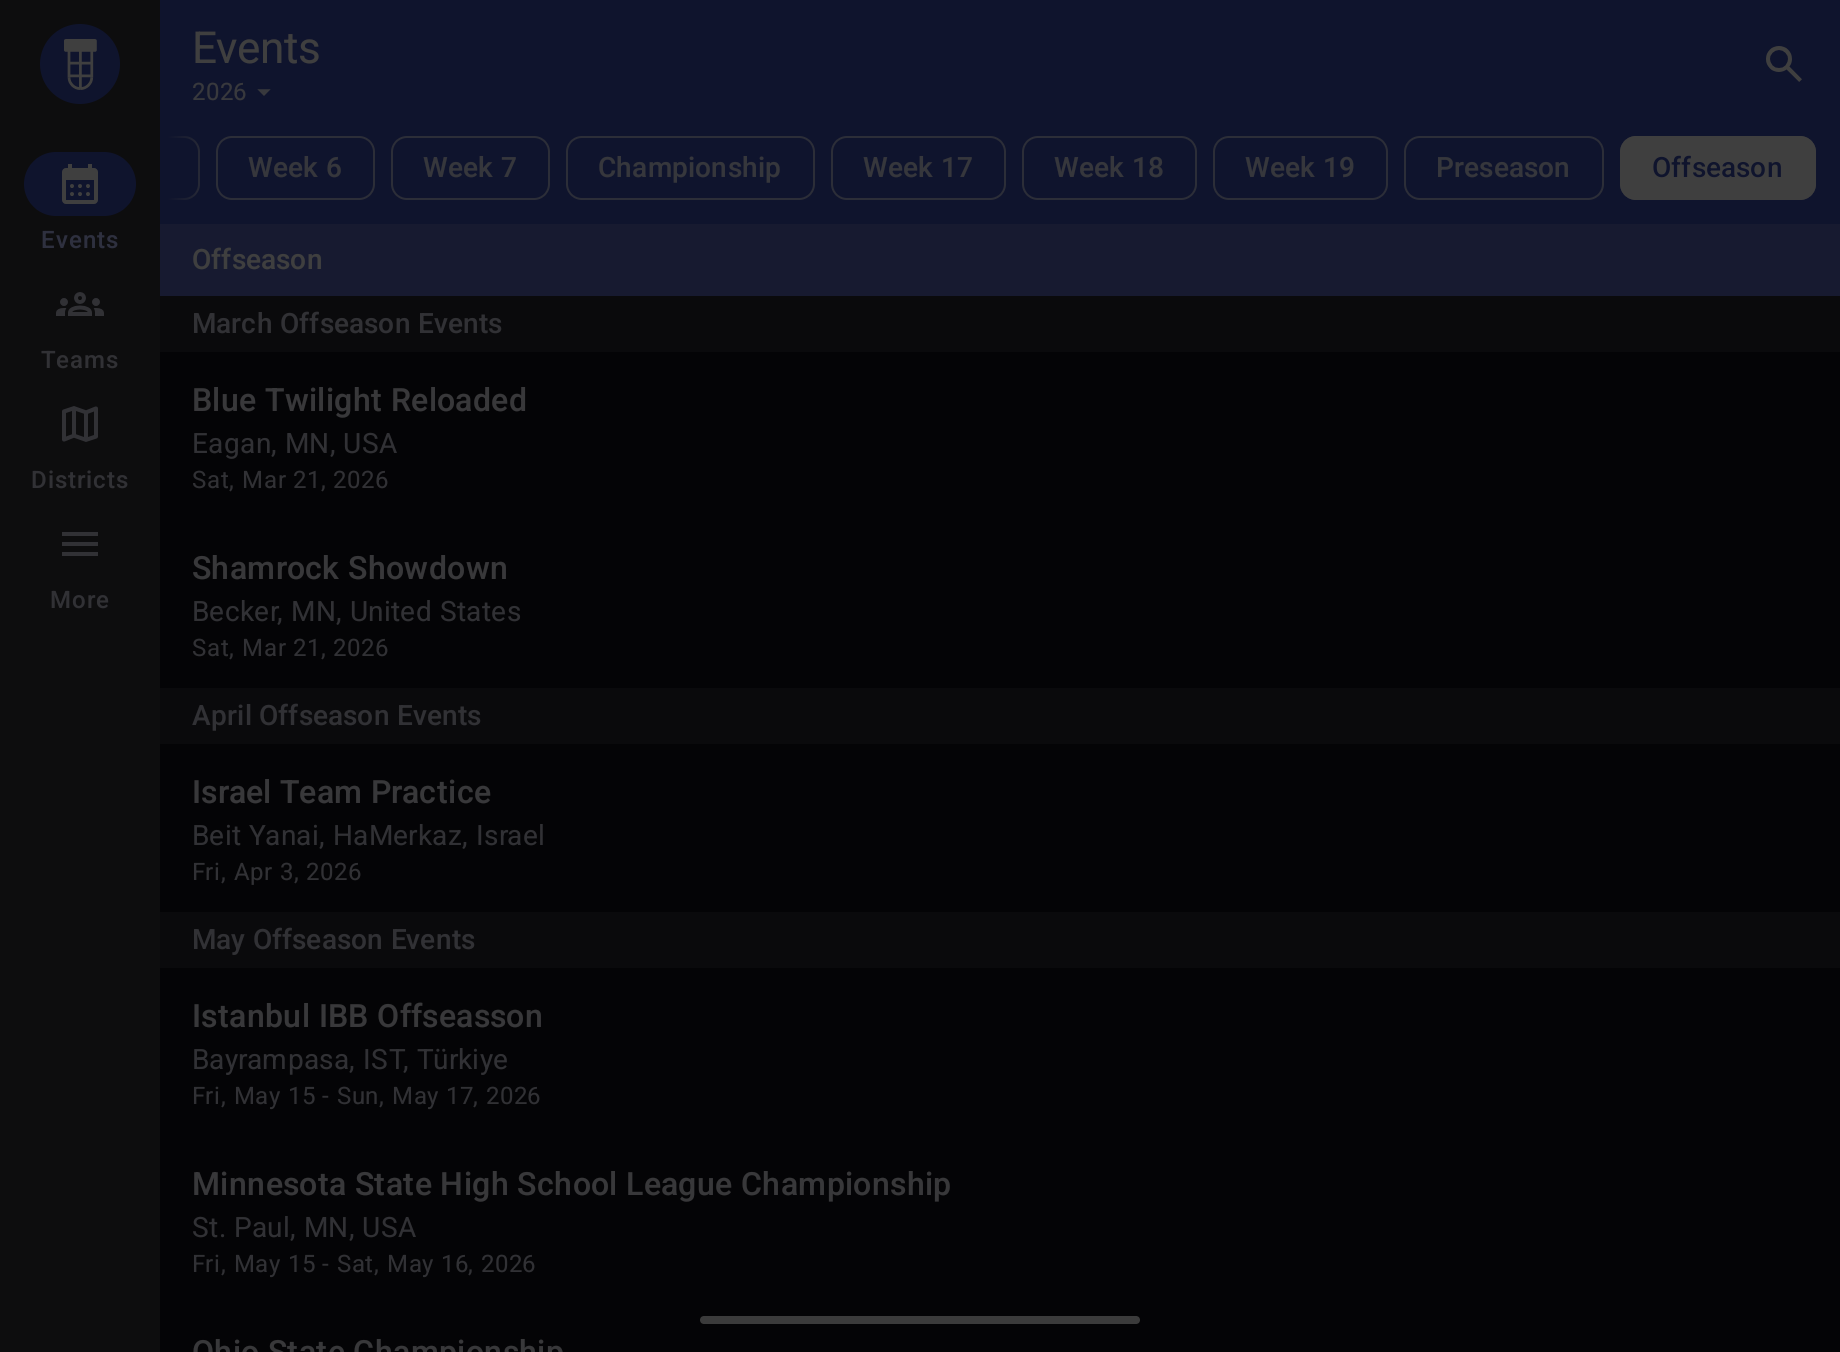 Events
2026
Week 6
Week 7
Championship
Week 17
Week 18
Week 19
Preseason
Offseason
Events
Teams
Districts
More
Offseason
March Offseason Events
Blue Twilight Reloaded
Eagan, MN, USA
Sat, Mar 21, 2026
Shamrock Showdown
Becker, MN, United States
Sat, Mar 21, 2026
April Offseason Events
Israel Team Practice
Beit Yanai, HaMerkaz, Israel
Fri, Apr 3, 2026
May Offseason Events
Istanbul IBB Offseasson
Bayrampasa, IST, Türkiye
Fri, May 15 - Sun, May 17, 2026
Minnesota State High School League Championship
St. Paul, MN, USA
Fri, May 15 - Sat, May 16, 2026
Ohio State Championship